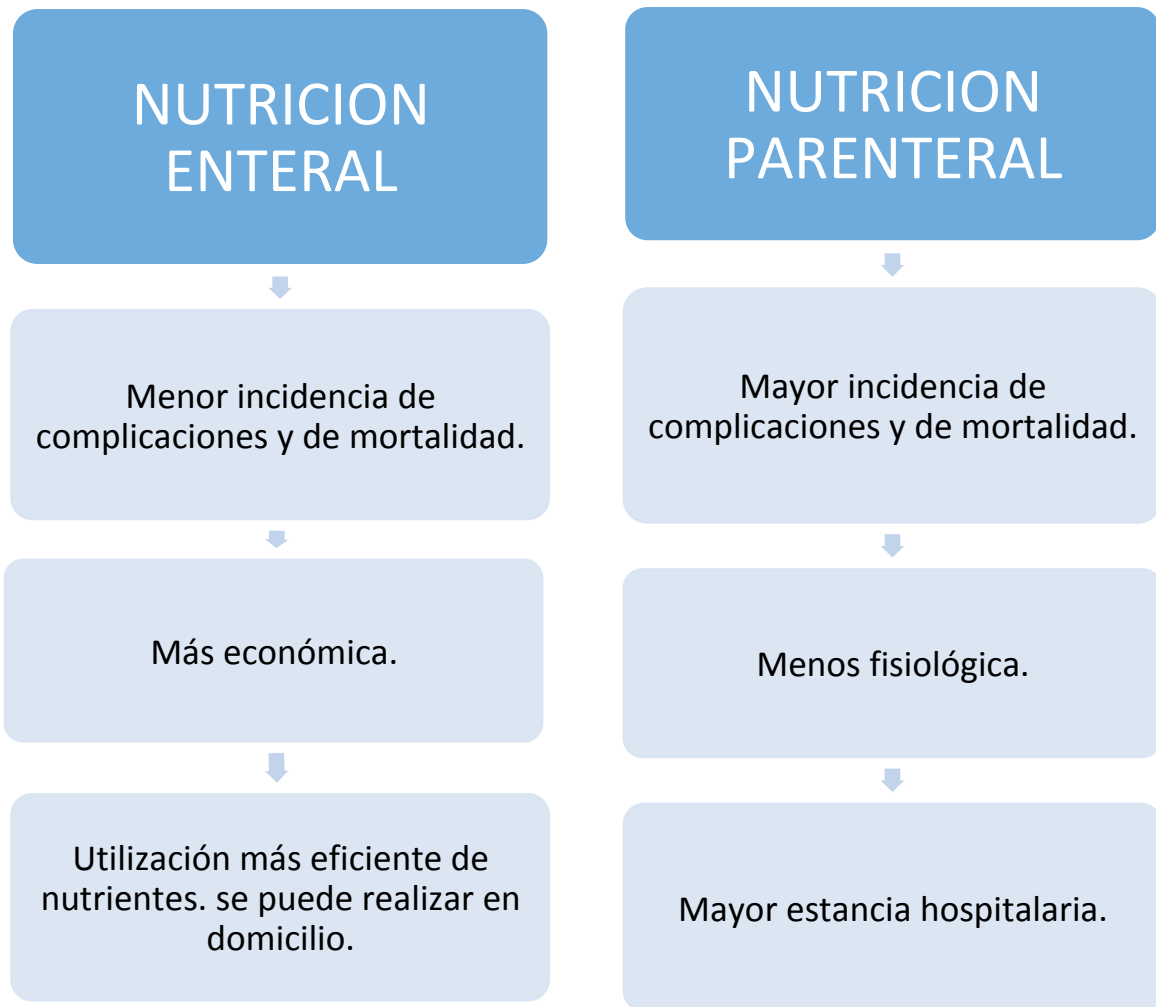 NUTRICION
ENTERAL
Menor incidencia de
complicaciones y de mortalidad.
Más económica.
Utilización más eficiente de
nutrientes. se puede realizar en
domicilio.
NUTRICION
PARENTERAL
Mayor incidencia de
complicaciones y de mortalidad.
Menos fisiológica.
Mayor estancia hospitalaria.